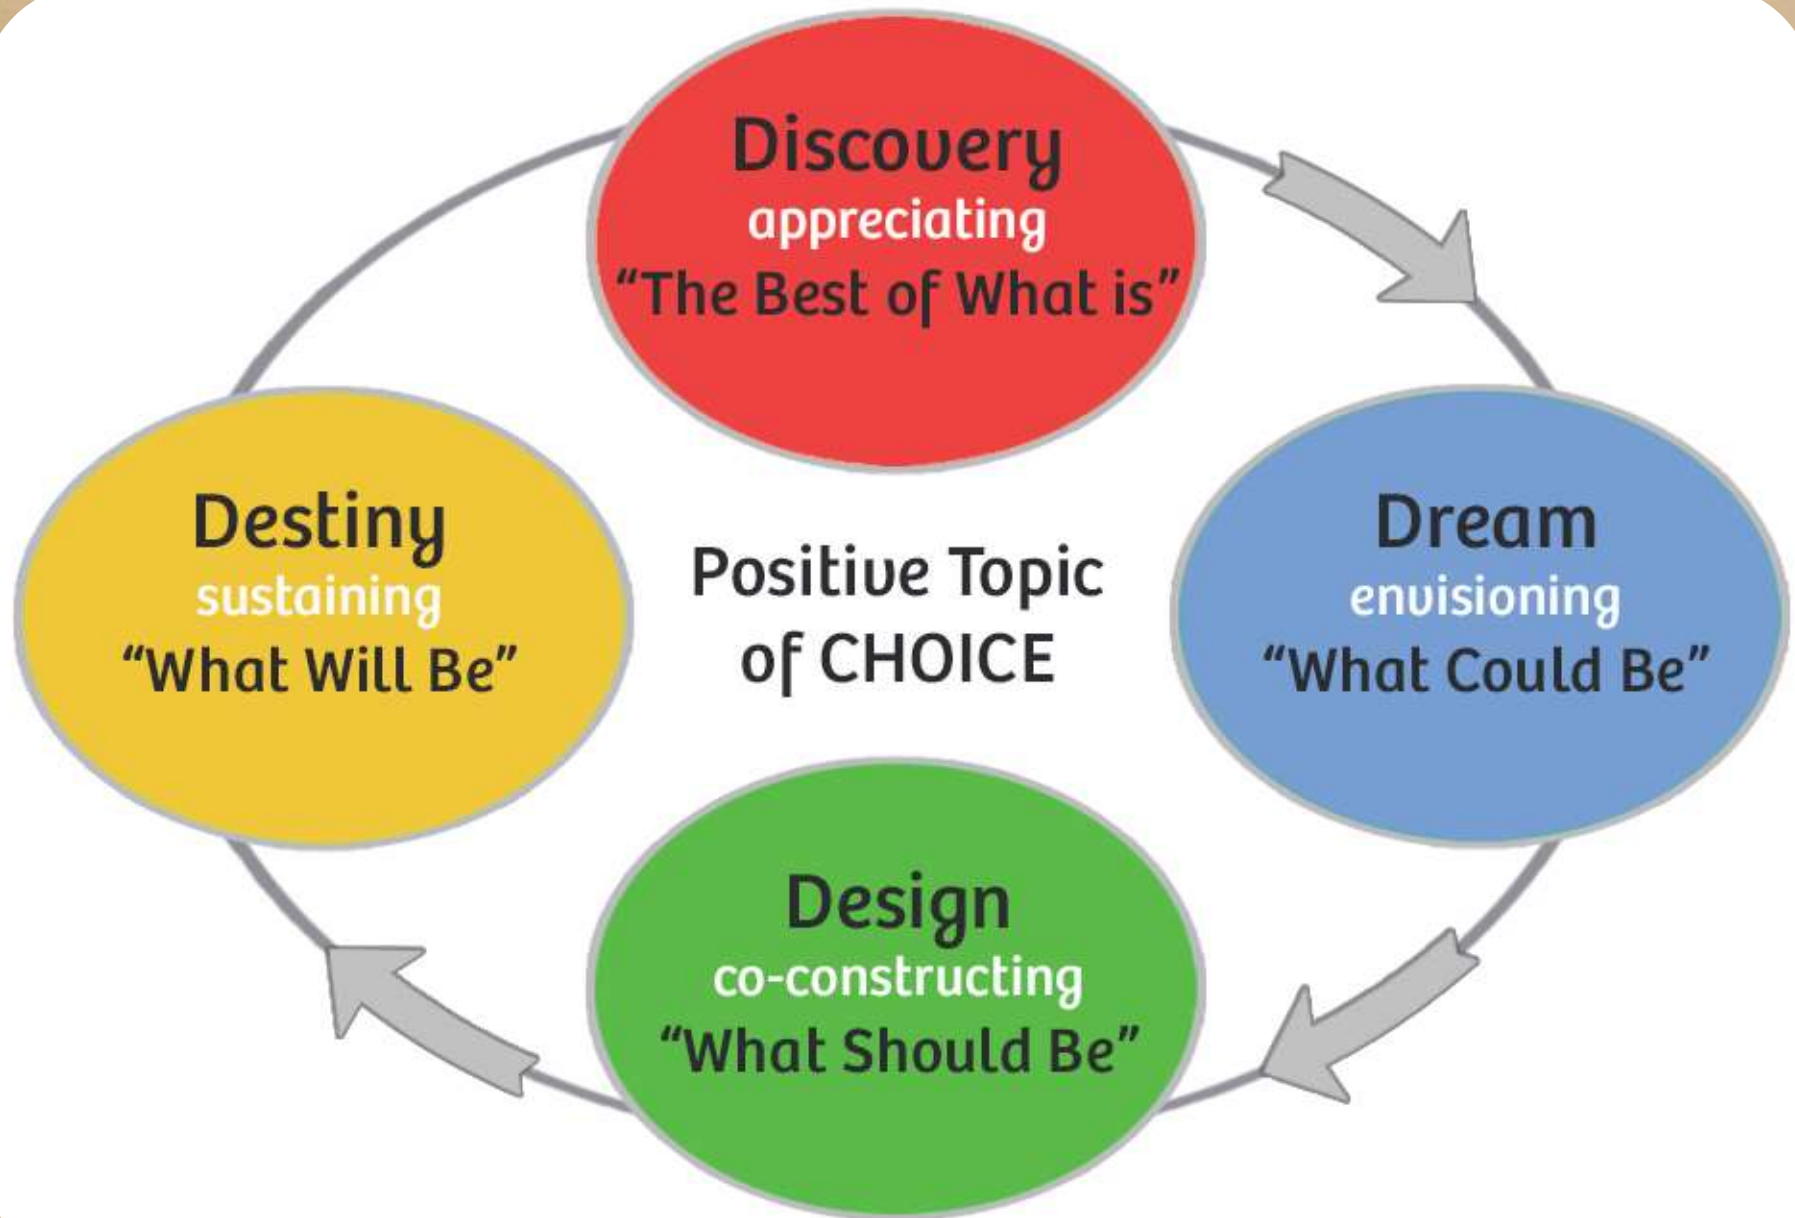 Discovery
appreciating
“The Best of What is”
Destiny
sustaining
“What Will Be”
Positive Topic
of CHOICE
Dream
envisioning
“What Could Be”
Design
co-constructing
“What Should Be”